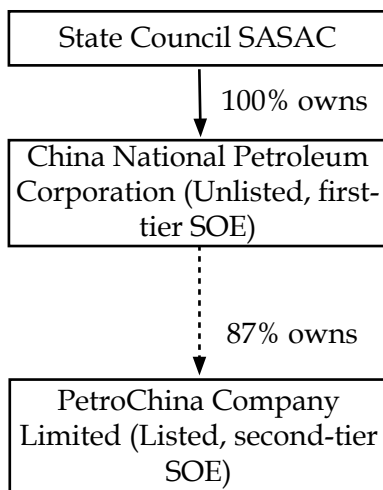 State Council SASAC
100% owns
China National Petroleum
Corporation (Unlisted, first-
tier SOE)
87% owns
PetroChina Company
Limited (Listed, second-tier
SOE)